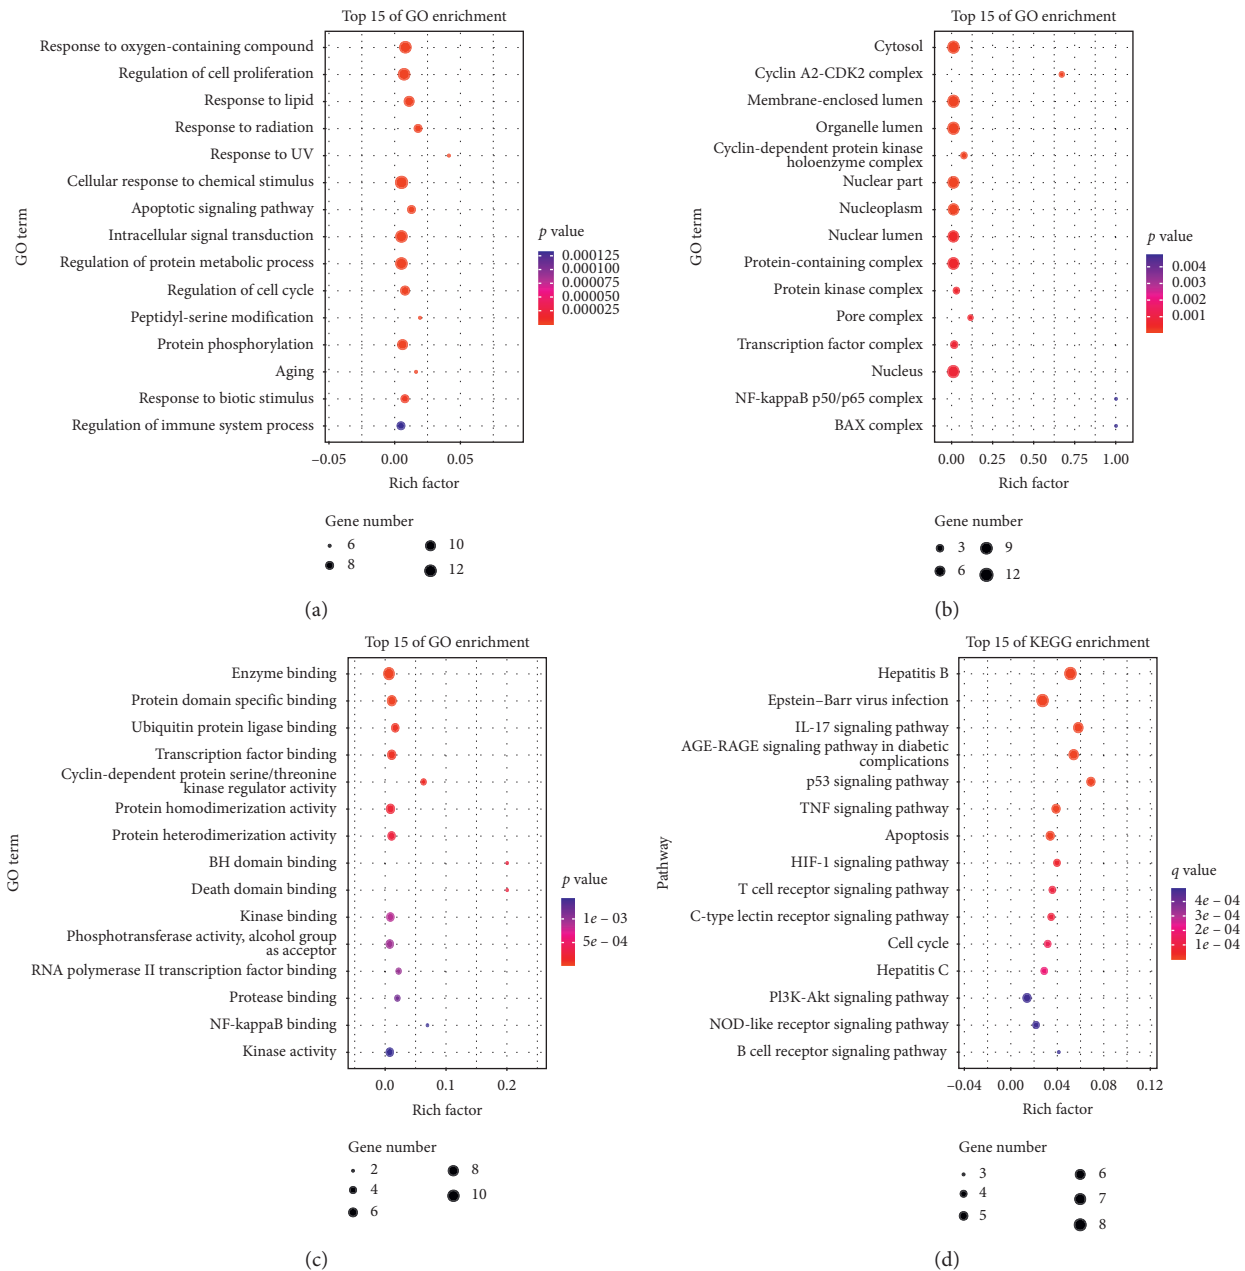 Top 15 of GO enrichment
GO term
Response to oxygen-containing compound
Regulation of cell proliferation
Response to lipid
Response to radiation
Response to UV
Cellular response to chemical stimulus
Apoptotic signaling pathway
Intracellular signal transduction
Regulation of protein metabolic process
Regulation of cell cycle
Peptidyl-serine modification
Protein phosphorylation
Aging
Response to biotic stimulus
Regulation of immune system process
−0.05 0.00 0.05
Rich factor
p value
0.000125
0.000100
0.000075
0.000050
0.000025
Gene number
6 10
8 12
(a)
Top 15 of GO enrichment
GO term
Cytosol
Cyclin A2-CDK2 complex
Membrane-enclosed lumen
Organelle lumen
Cyclin-dependent protein kinase
holoenzyme complex
Nuclear part
Nucleoplasm
Nuclear lumen
Protein-containing complex
Protein kinase complex
Pore complex
Transcription factor complex
Nucleus
NF-kappaB p50/p65 complex
BAX complex
0.00 0.25 0.50 0.75 1.00
Rich factor
p value
0.004
0.003
0.002
0.001
Gene number
3 9
6 12
(b)
Top 15 of GO enrichment
GO term
Enzyme binding
Protein domain specific binding
Ubiquitin protein ligase binding
Transcription factor binding
Cyclin-dependent protein serine/threonine
kinase regulator activity
Protein homodimerization activity
Protein heterodimerization activity
BH domain binding
Death domain binding
Kinase binding
Phosphotransferase activity, alcohol group
as acceptor
RNA polymerase II transcription factor binding
Protease binding
NF-kappaB binding
Kinase activity
0.0 0.1 0.2
Rich factor
p value
1e − 03
5e − 04
Gene number
2 8
4 10
6
(c)
Top 15 of KEGG enrichment
Pathway
Hepatitis B
Epstein–Barr virus infection
IL-17 signaling pathway
AGE-RAGE signaling pathway in diabetic
complications
p53 signaling pathway
TNF signaling pathway
Apoptosis
HIF-1 signaling pathway
T cell receptor signaling pathway
C-type lectin receptor signaling pathway
Cell cycle
Hepatitis C
Pl3K-Akt signaling pathway
NOD-like receptor signaling pathway
B cell receptor signaling pathway
−0.04 0.00 0.04 0.08 0.12
Rich factor
q value
4e − 04
3e − 04
2e − 04
1e − 04
Gene number
3 6
4 7
5 8
(d)